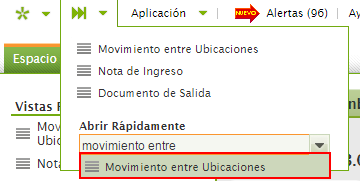 Aplicación
NUEVO
Alertas (96)
Espacio
Movimiento entre Ubicaciones
Nota de Ingreso
Documento de Salida
Vistas
Abrir Rápidamente
movimiento entre
Movimiento entre Ubicaciones